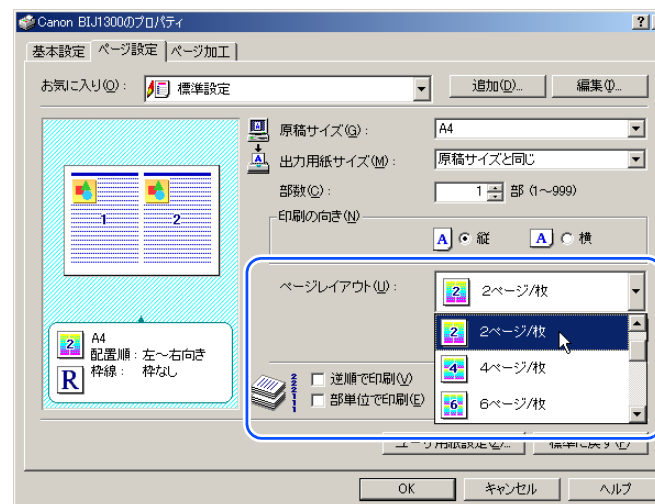 Canon BIJ1300のプロパティ
基本設定 ページ設定 ページ加工
お気に入り(O): 標準設定 追加(D)... 編集(I)...
原稿サイズ(G): A4
出力用紙サイズ(M): 原稿サイズと同じ
部数(C): 1 部 (1~999)
印刷の向き(N)
A 縦 A 横
1 2
ページレイアウト(U): 2 2ページ/枚
2 2ページ/枚
4 4ページ/枚
6 6ページ/枚
2 A4
配置順: 左~右向き
R 枠線: 枠なし
222111
逆順で印刷(V)
部単位で印刷(E)
OK キャンセル ヘルプ